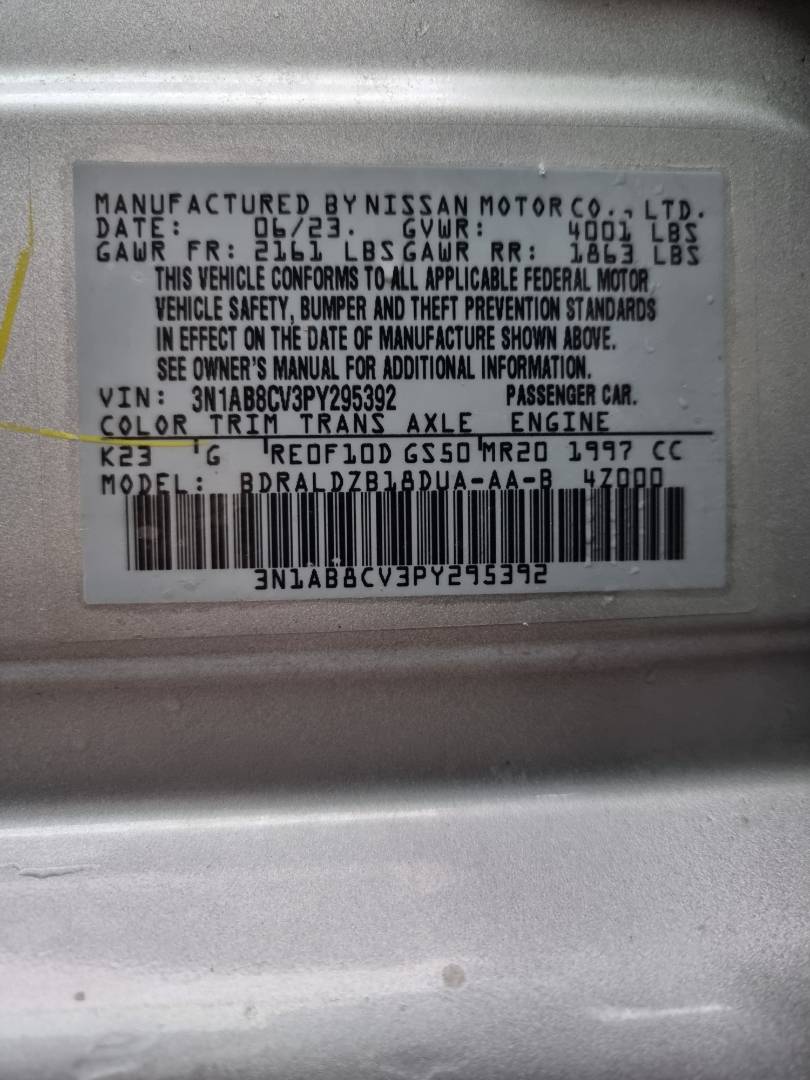 MANUFACTURED BY NISSAN MOTOR CO., LTD.
DATE: 06/23. GVWR: 4001 LBS
GAWR FR: 2161 LBS GAWR RR: 1863 LBS
THIS VEHICLE CONFORMS TO ALL APPLICABLE FEDERAL MOTOR
VEHICLE SAFETY, BUMPER AND THEFT PREVENTION STANDARDS
IN EFFECT ON THE DATE OF MANUFACTURE SHOWN ABOVE.
SEE OWNER'S MANUAL FOR ADDITIONAL INFORMATION.
VIN: 3N1AB8CV3PY295392 PASSENGER CAR.
COLOR TRIM TRANS AXLE ENGINE
K23 G RE0F10D GS50 MR20 1997 CC
MODEL: BDRALDZB18DUA-AA-B 4Z000
3N1AB8CV3PY295392